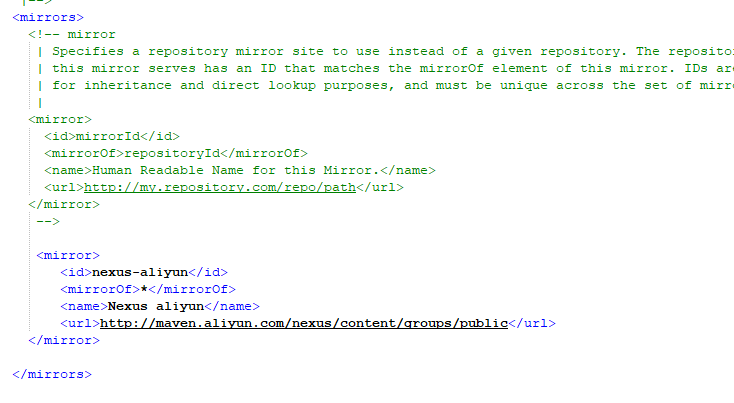 |-->
<mirrors>
<!-- mirror
| Specifies a repository mirror site to use instead of a given repository. The
| this mirror serves has an ID that matches the mirrorOf element of this mirror. IDs
| for inheritance and direct lookup purposes, and must be unique across the set of
|
<mirror>
<id>mirrorId</id>
<mirrorOf>repositoryId</mirrorOf>
<name>Human Readable Name for this Mirror.</name>
<url>http://my.repository.com/repo/path</url>
</mirror>
-->
<mirror>
<id>nexus-aliyun</id>
<mirrorOf>*</mirrorOf>
<name>Nexus aliyun</name>
<url>http://maven.aliyun.com/nexus/content/groups/public</url>
</mirror>
</mirrors>